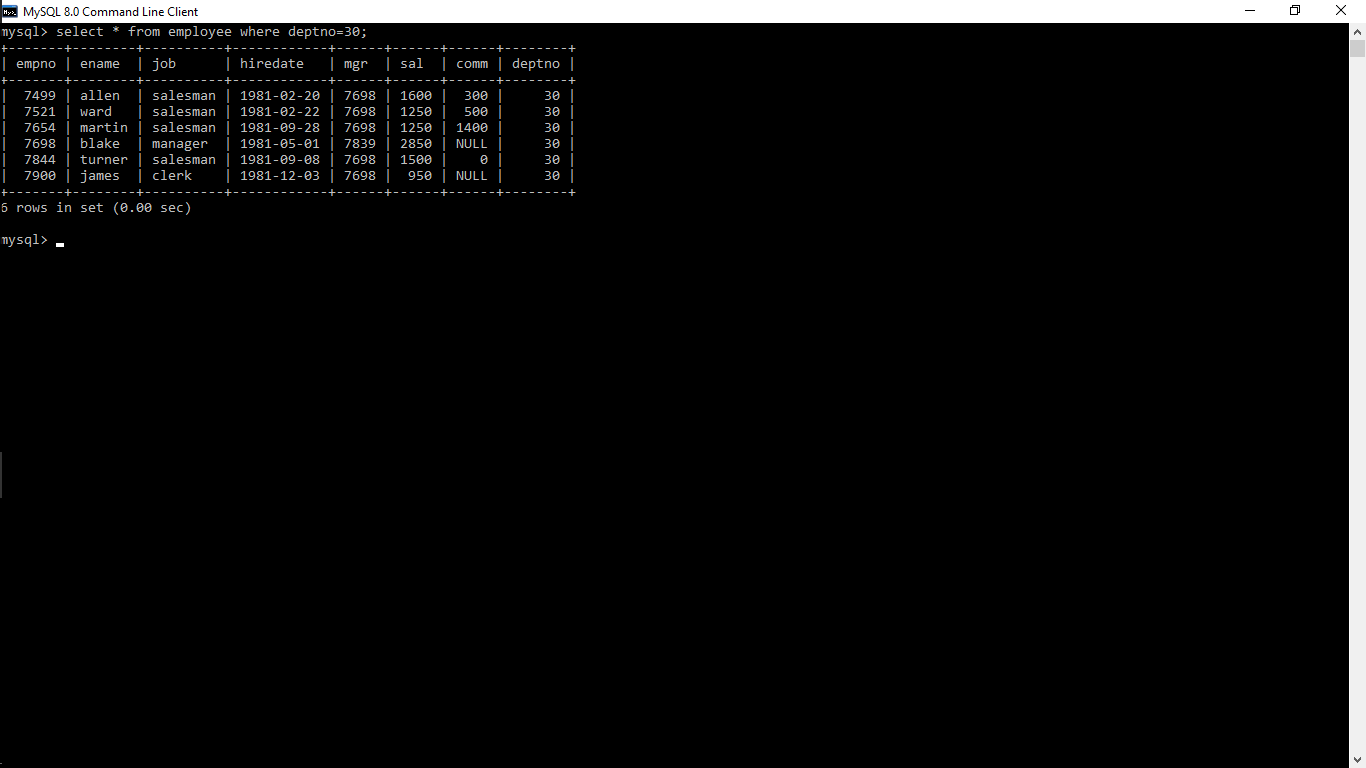 MySQL 8.0 Command Line Client
mysql> select * from employee where deptno=30;
+-------+--------+----------+------------+------+------+------+--------+
| empno | ename  | job      | hiredate   | mgr  | sal  | comm | deptno |
+-------+--------+----------+------------+------+------+------+--------+
|  7499 | allen  | salesman | 1981-02-20 | 7698 | 1600 |  300 |     30 |
|  7521 | ward   | salesman | 1981-02-22 | 7698 | 1250 |  500 |     30 |
|  7654 | martin | salesman | 1981-09-28 | 7698 | 1250 | 1400 |     30 |
|  7698 | blake  | manager  | 1981-05-01 | 7839 | 2850 | NULL |     30 |
|  7844 | turner | salesman | 1981-09-08 | 7698 | 1500 |    0 |     30 |
|  7900 | james  | clerk    | 1981-12-03 | 7698 |  950 | NULL |     30 |
+-------+--------+----------+------------+------+------+------+--------+
6 rows in set (0.00 sec)
mysql>